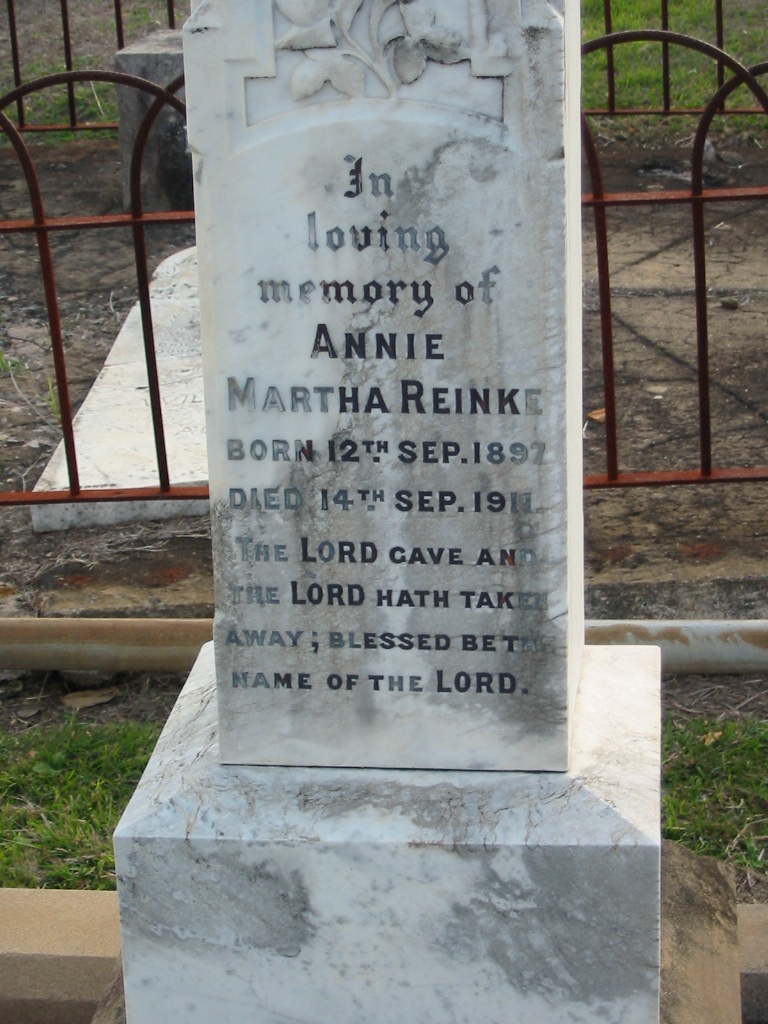 In
loving
memory of
ANNIE
MARTHA REINKE
BORN 12TH SEP. 1897
DIED 14TH SEP. 1911.
THE LORD GAVE AND
THE LORD HATH TAKEN
AWAY; BLESSED BE THE
NAME OF THE LORD.